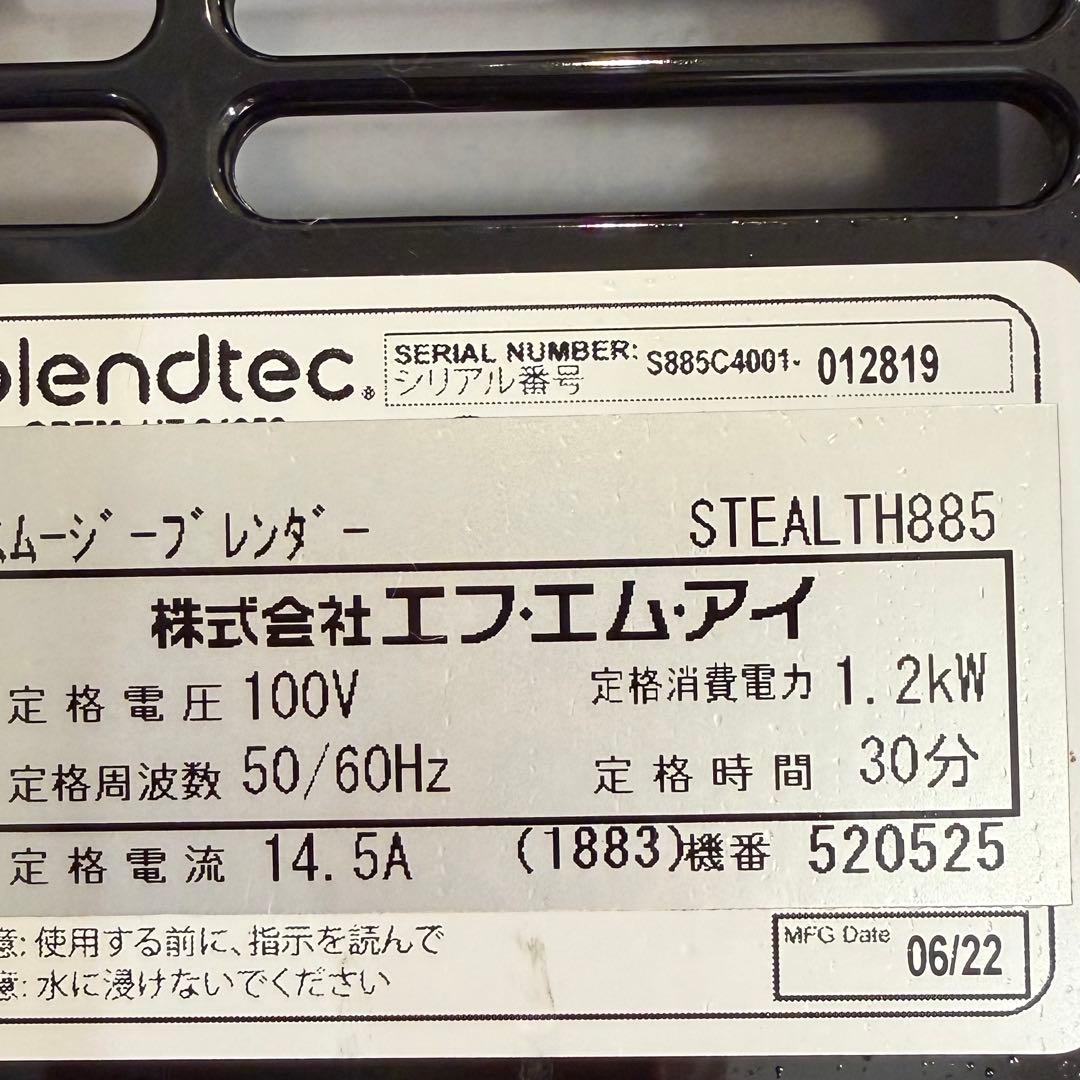 blendtec®
SERIAL NUMBER: S885C4001- 012819
シリアル番号
スムージーブレンダー STEALTH885
株式会社エフ・エム・アイ
定格電圧 100V 定格消費電力 1.2kW
定格周波数 50/60Hz 定格時間 30分
定格電流 14.5A (1883)機番 520525
意: 使用する前に、指示を読んで
意: 水に浸けないでください
MFG Date 06/22